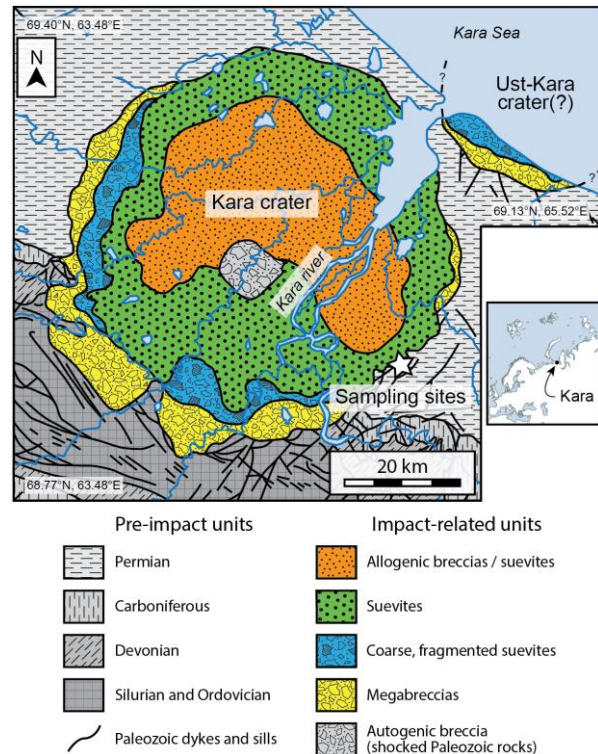 69.40°N, 63.48°E
N
Kara Sea
Ust-Kara
crater(?)
?
?
69.13°N, 65.52°E
Kara crater
Kara river
Kara
Sampling sites
20 km
68.77°N, 63.48°E
Pre-impact units
Permian
Carboniferous
Devonian
Silurian and Ordovician
Paleozoic dykes and sills
Impact-related units
Allogenic breccias / suevites
Suevites
Coarse, fragmented suevites
Megabreccias
Autogenic breccia
(shocked Paleozoic rocks)